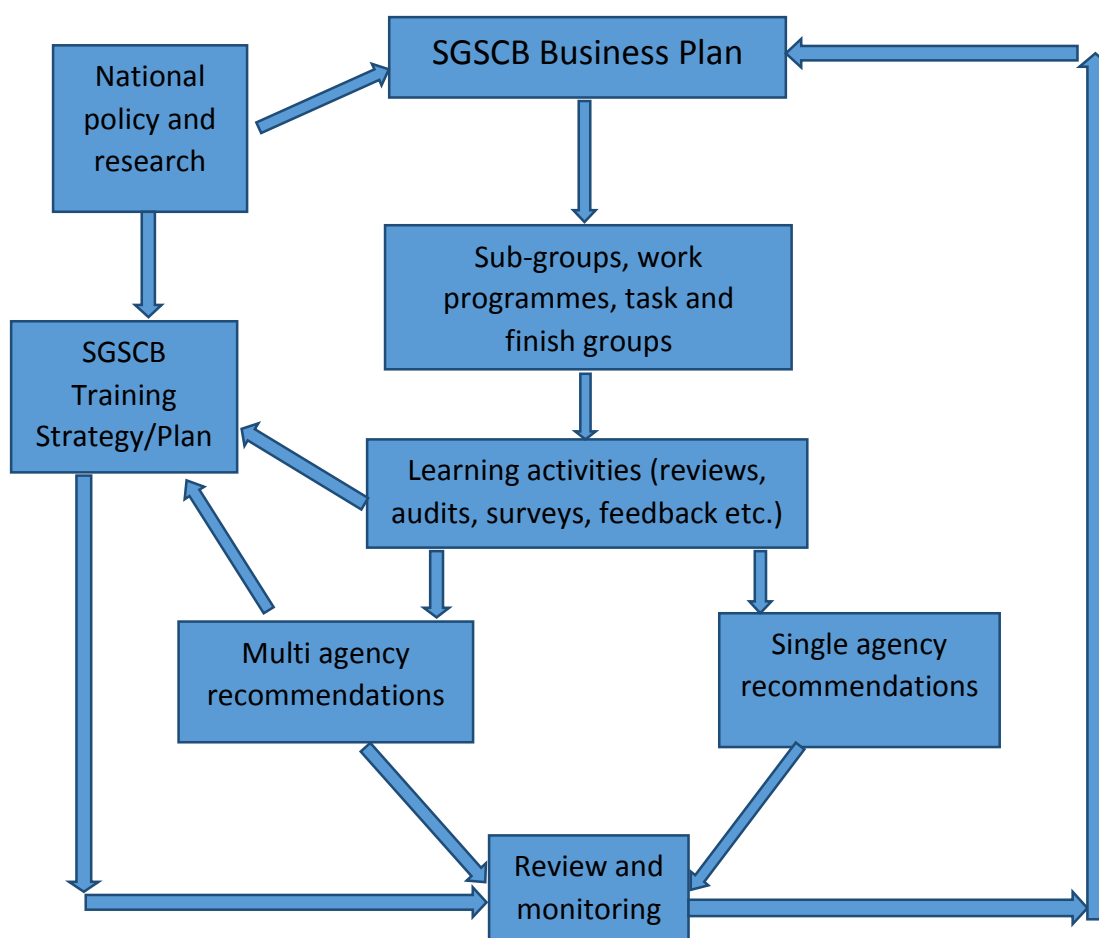 SGSCB Business Plan
National
policy and
research
Sub-groups, work
programmes, task and
finish groups
SGSCB
Training
Strategy/Plan
Learning activities (reviews,
audits, surveys, feedback etc.)
Multi agency
recommendations
Single agency
recommendations
Review and
monitoring